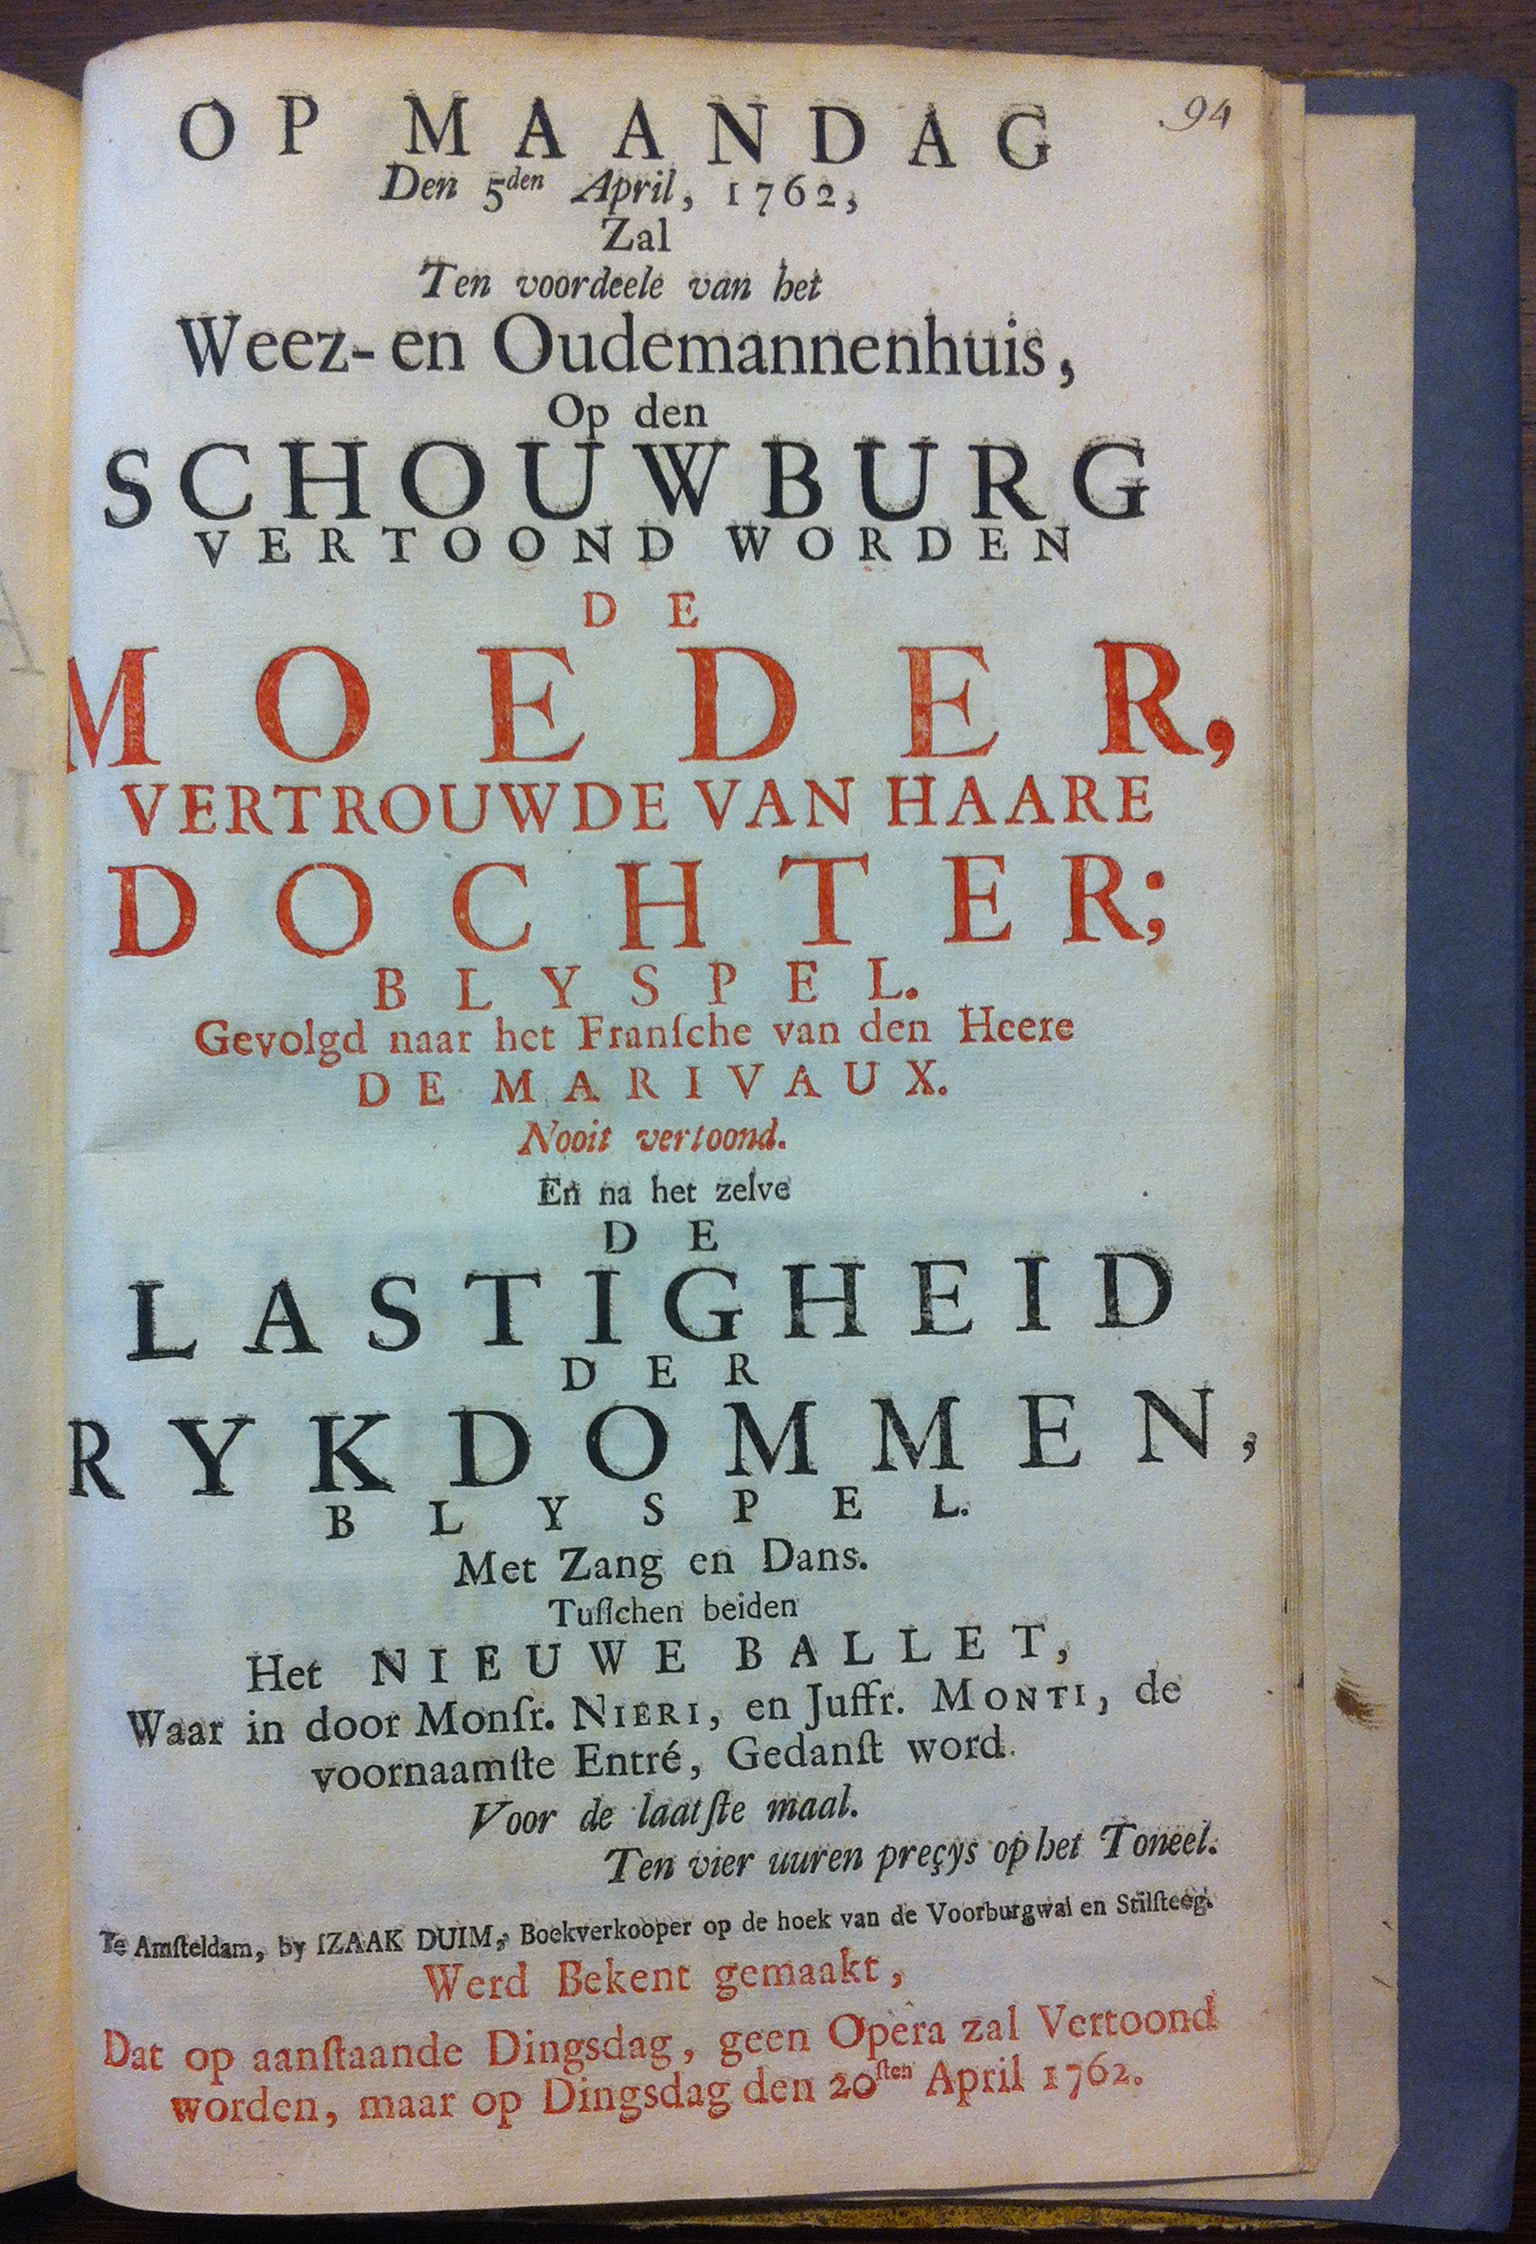 94
OP MAANDAG
Den 5den April, 1762,
Zal
Ten voordeele van het
Weez- en Oudemannenhuis,
Op den
SCHOUWBURG
VERTOOND WORDEN
DE
MOEDER,
VERTROUWDE VAN HAARE
DOCHTER;
BLYSPEL.
Gevolgd naar het Franſche van den Heere
DE MARIVAUX.
Nooit vertoond.
En na het zelve
DE
LASTIGHEID
DER
RYKDOMMEN,
BLYSPEL.
Met Zang en Dans.
Tuſſchen beiden
Het NIEUWE BALLET,
Waar in door Monſr. NIERI, en Juffr. MONTI, de
voornaamſte Entré, Gedanſt word.
Voor de laatſte maal.
Ten vier uuren preçys op het Toneel.
Te Amſteldam, by IZAAK DUIM, Boekverkooper op de hoek van de Voorburgwal en Stilſteeg.
Werd Bekent gemaakt,
Dat op aanſtaande Dingsdag, geen Opera zal Vertoond
worden, maar op Dingsdag den 20ſten April 1762.